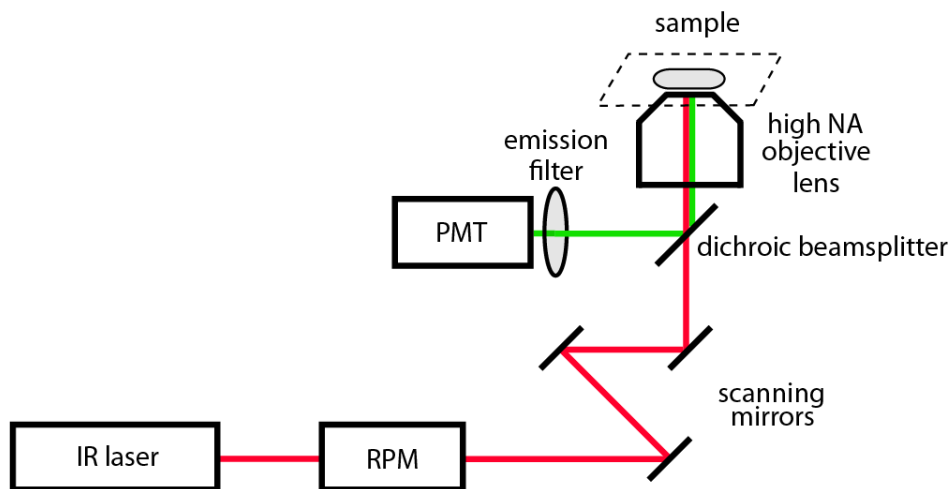 sample
high NA
objective
lens
emission
filter
PMT
dichroic beamsplitter
scanning
mirrors
IR laser
RPM